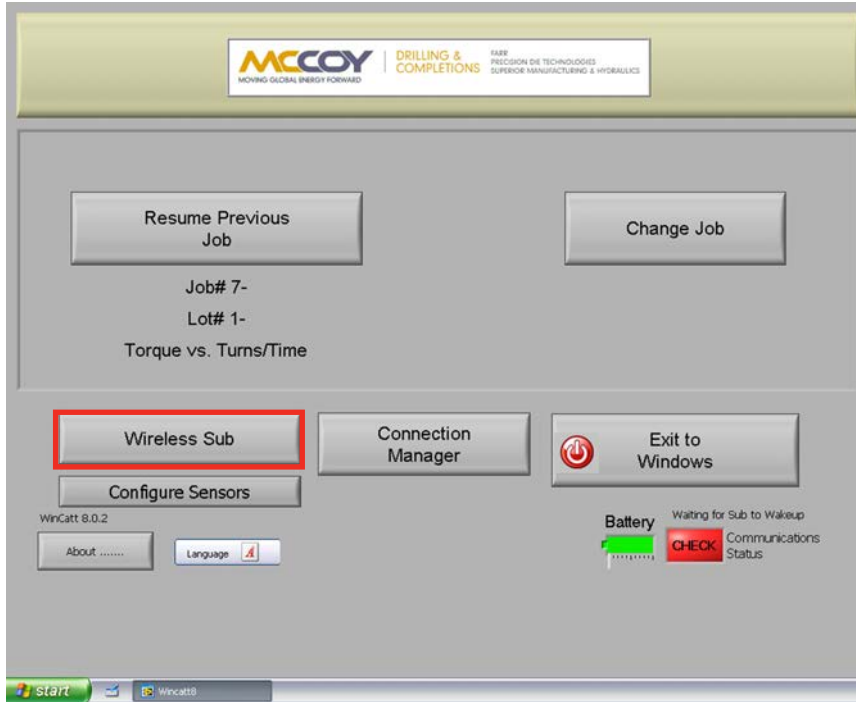 McCOY
MOVING GLOBAL ENERGY FORWARD
DRILLING &
COMPLETIONS
FARR
PRECISION DIE TECHNOLOGIES
SUPERIOR MANUFACTURING & HYDRAULICS
Resume Previous
Job
Change Job
Job# 7-
Lot# 1-
Torque vs. Turns/Time
Wireless Sub
Connection
Manager
Exit to
Windows
Configure Sensors
WinCatt 8.0.2
About .......
Language A
Battery
Waiting for Sub to Wakeup
CHECK
Communications
Status
start
Wincatt8